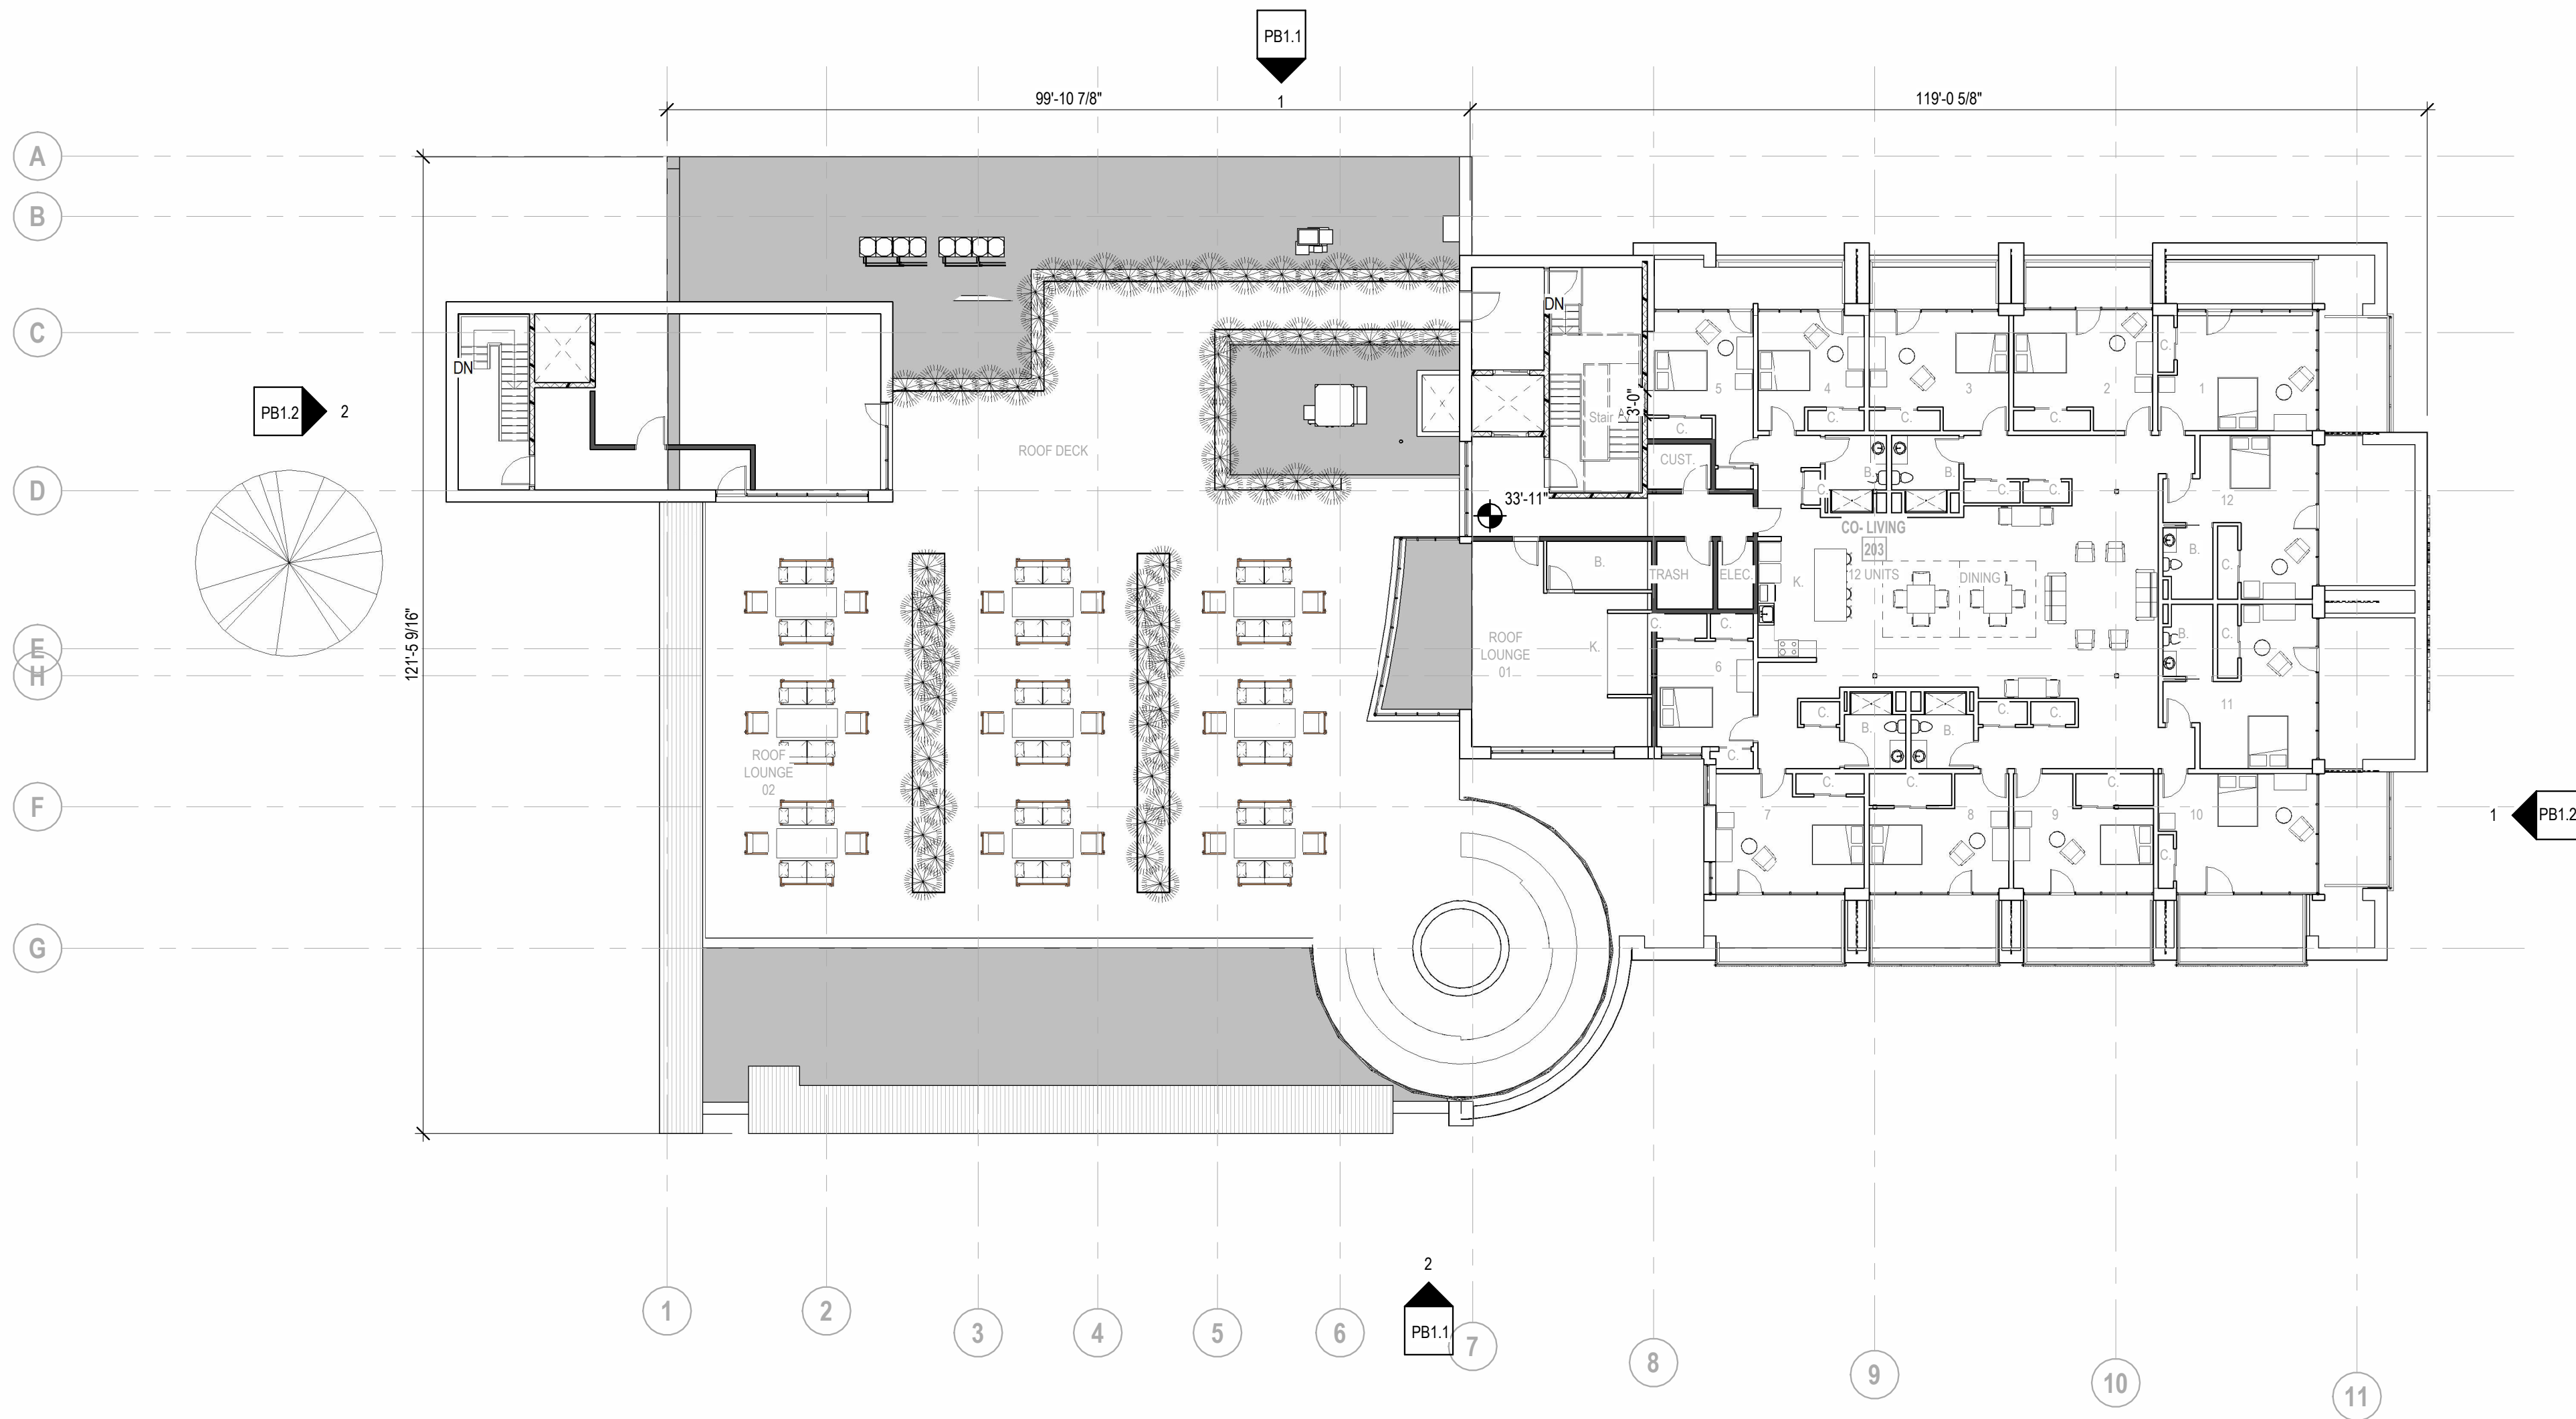 PB1.1
1
99'-10 7/8"
119'-0 5/8"
A
B
C
D
E
H
F
G
PB1.2
2
121'-5 9/16"
DN
DN
Stair A
3'-0"
X
ROOF DECK
33'-11"
CUST.
TRASH
ELEC.
B.
K.
ROOF
LOUNGE
01
ROOF
LOUNGE
02
CO- LIVING
203
12 UNITS
DINING
K.
5
4
3
2
1
C.
C.
C.
C.
C.
B.
B.
C.
C.
C.
12
B.
C.
B.
C.
11
C.
C.
6
C.
C.
B.
B.
C.
C.
7
C.
8
C.
9
C.
10
C.
1
PB1.2
2
PB1.1
1
2
3
4
5
6
7
8
9
10
11